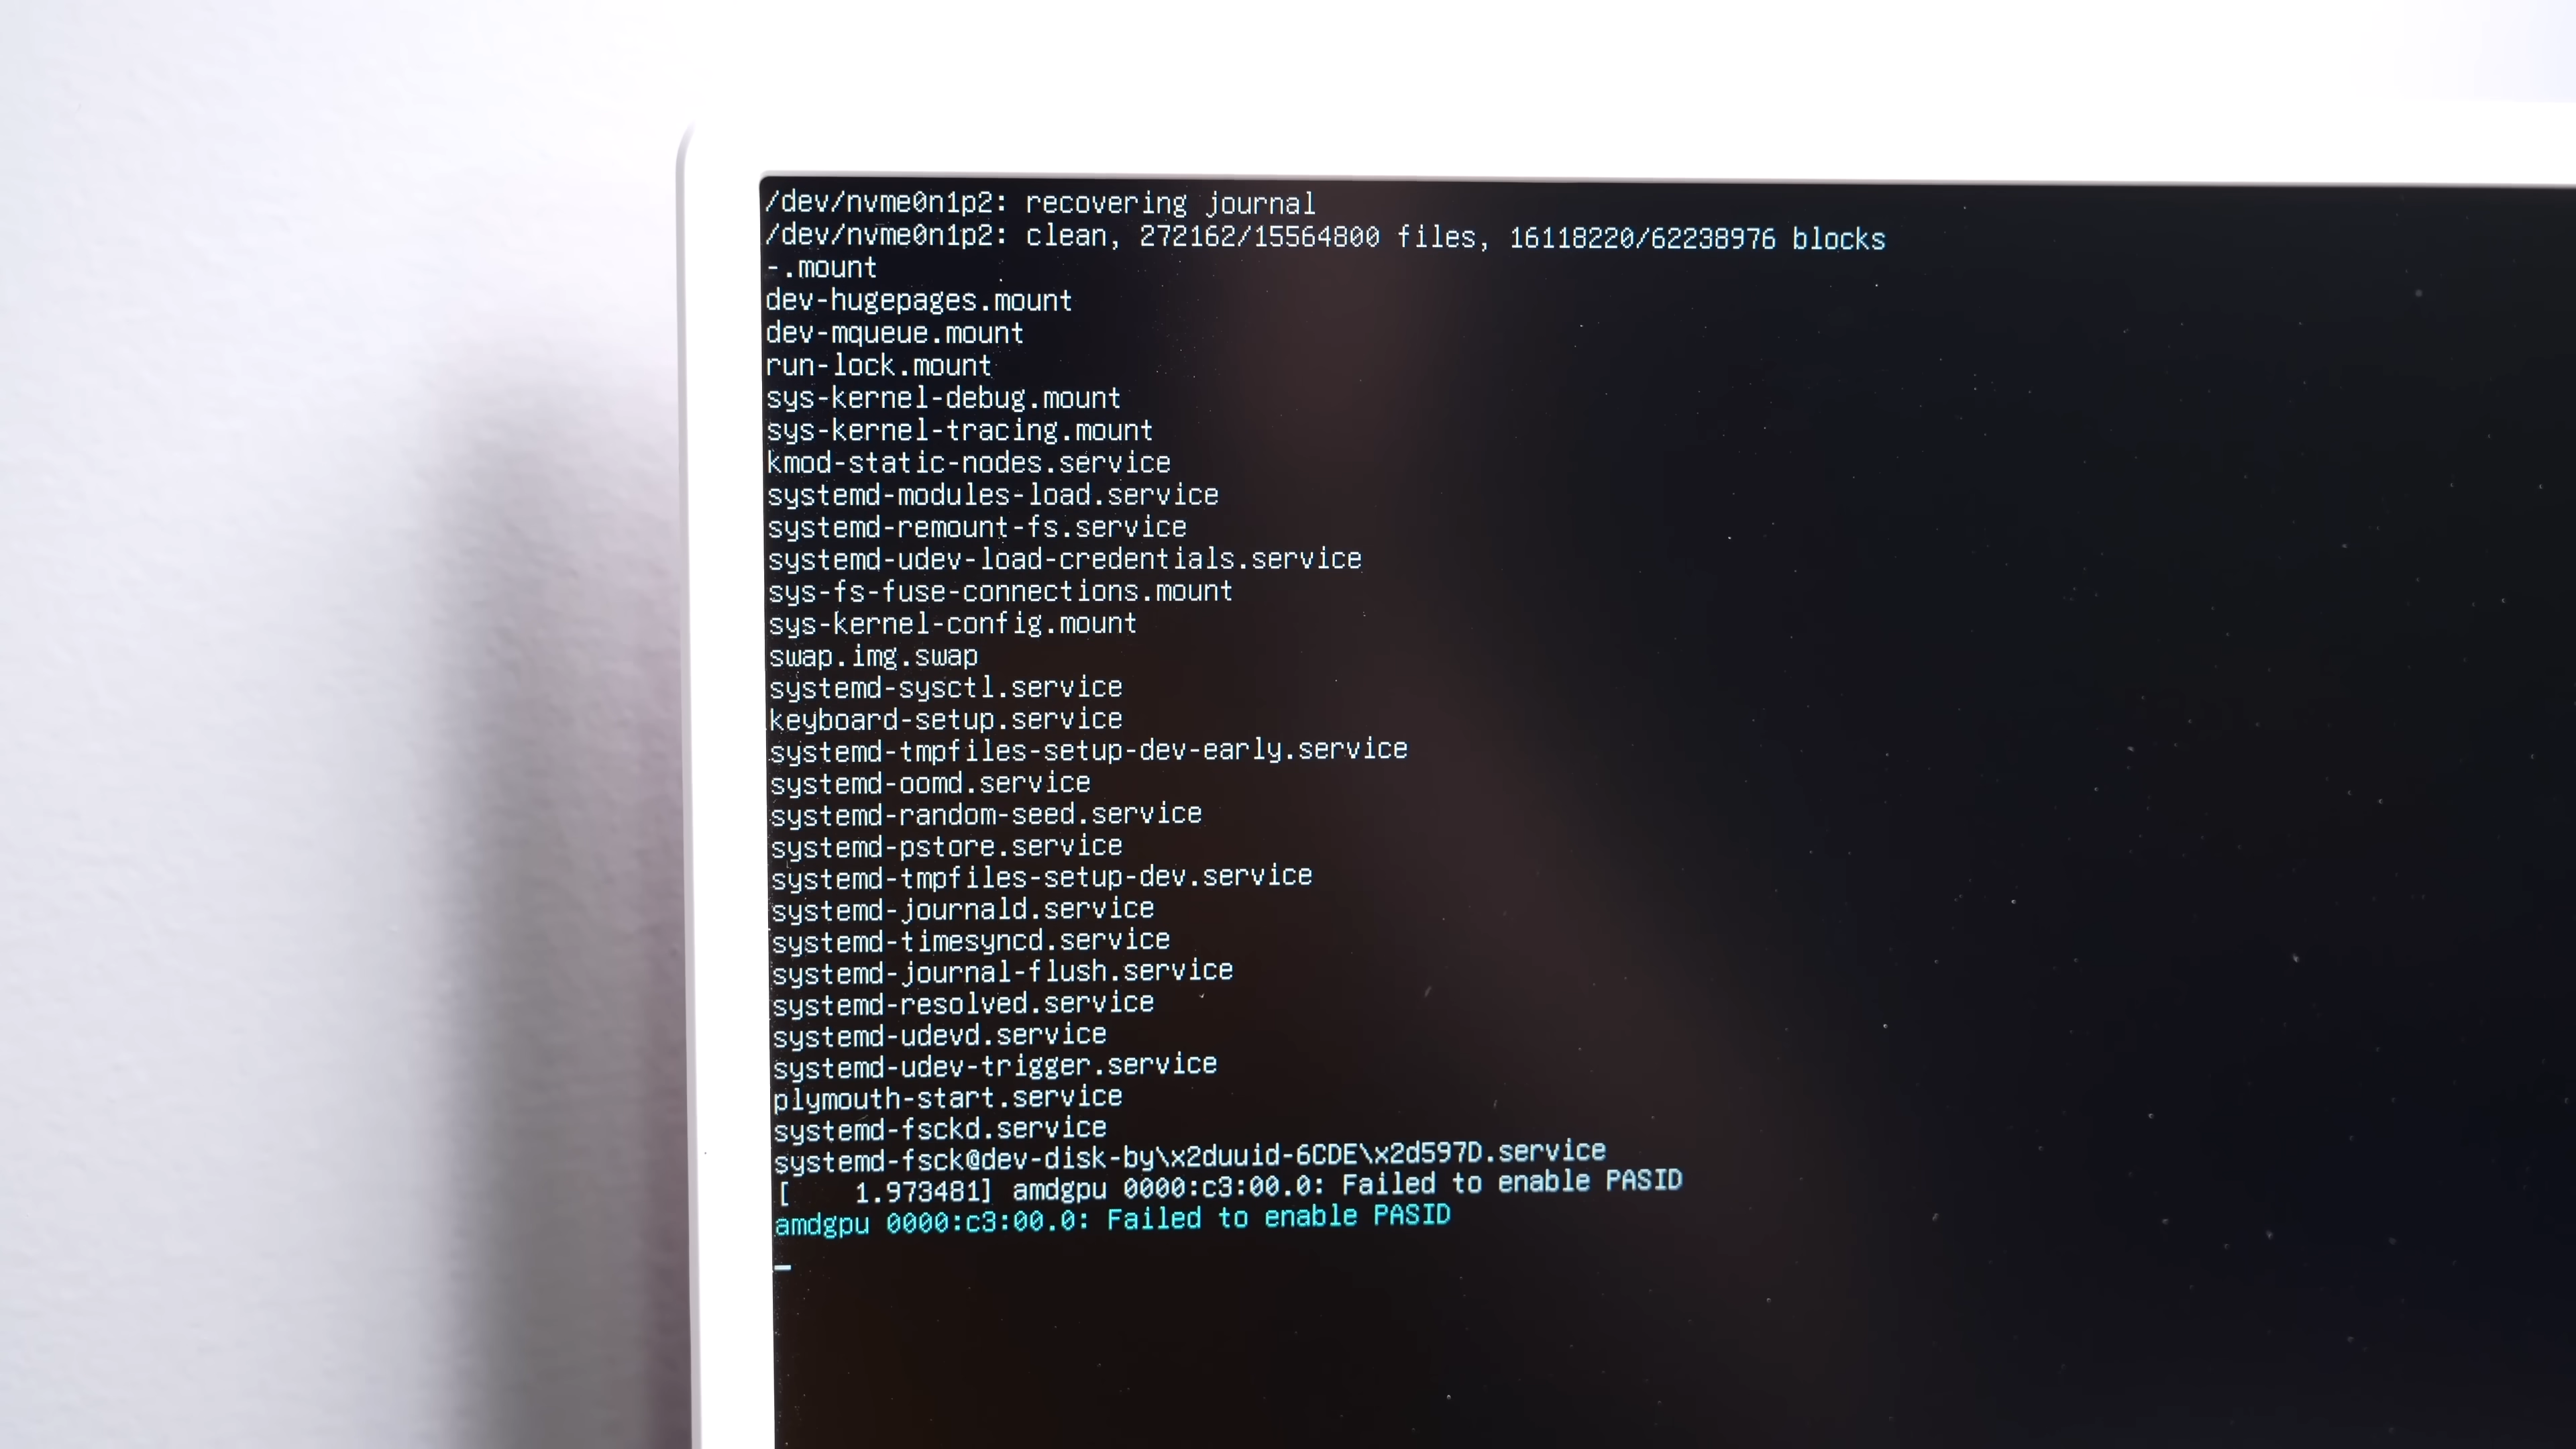 /dev/nvme0n1p2: recovering journal
/dev/nvme0n1p2: clean, 272162/15564800 files, 16118220/62238976 blocks
-.mount
dev-hugepages.mount
dev-mqueue.mount
run-lock.mount
sys-kernel-debug.mount
sys-kernel-tracing.mount
kmod-static-nodes.service
systemd-modules-load.service
systemd-remount-fs.service
systemd-udev-load-credentials.service
sys-fs-fuse-connections.mount
sys-kernel-config.mount
swap.img.swap
systemd-sysctl.service
keyboard-setup.service
systemd-tmpfiles-setup-dev-early.service
systemd-oomd.service
systemd-random-seed.service
systemd-pstore.service
systemd-tmpfiles-setup-dev.service
systemd-journald.service
systemd-timesyncd.service
systemd-journal-flush.service
systemd-resolved.service
systemd-udevd.service
systemd-udev-trigger.service
plymouth-start.service
systemd-fsckd.service
systemd-fsck@dev-disk-by\x2duuid-6CDE\x2d597D.service
[    1.973481] amdgpu 0000:c3:00.0: Failed to enable PASID
amdgpu 0000:c3:00.0: Failed to enable PASID